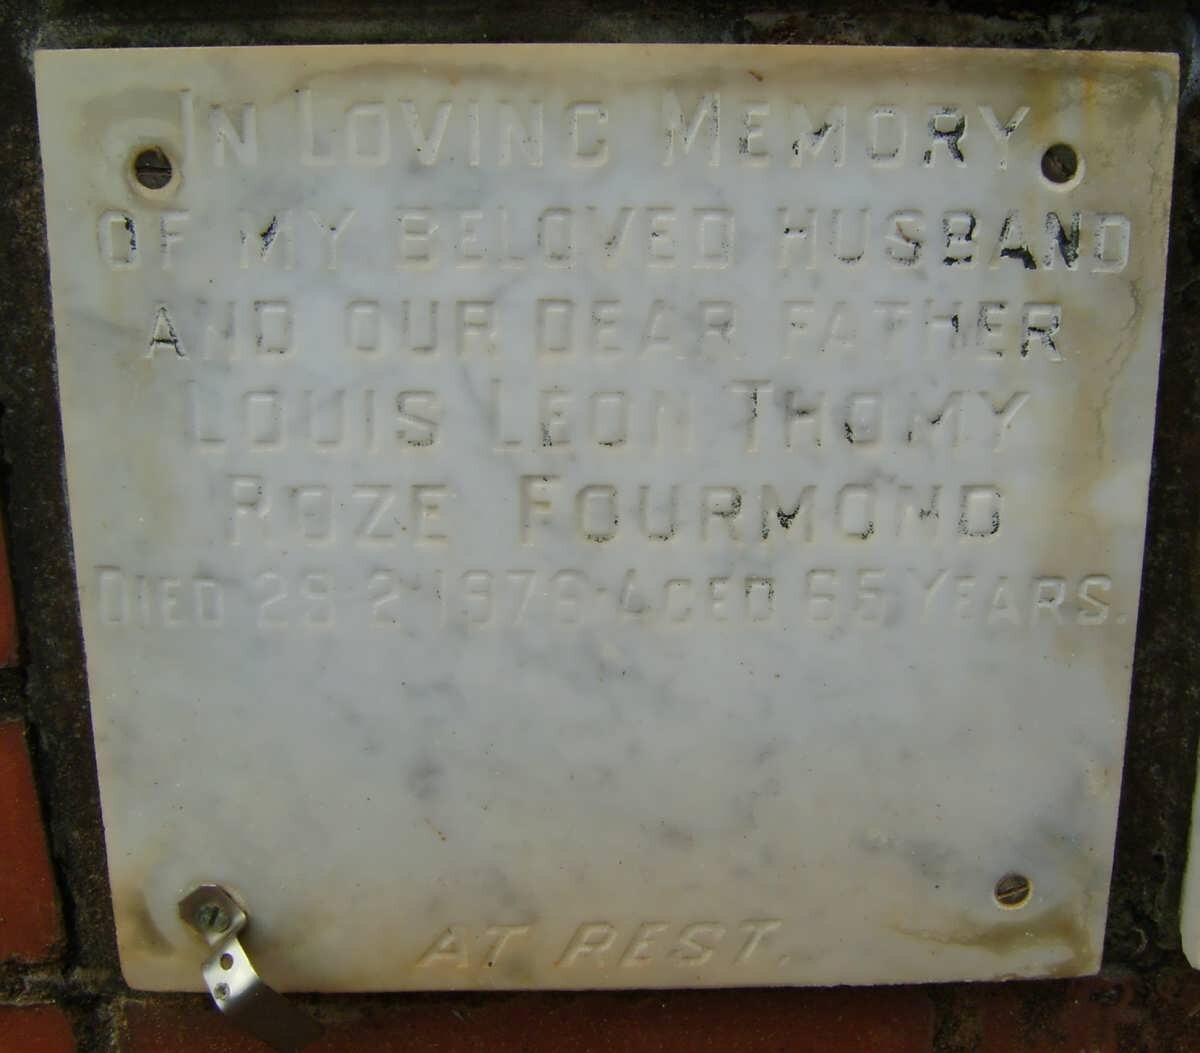 IN LOVING MEMORY
OF MY BELOVED HUSBAND
AND OUR DEAR FATHER
LOUIS LEON THOMY
ROZE FOURMOND
DIED 29·2·1976·AGED 65 YEARS.
AT REST.